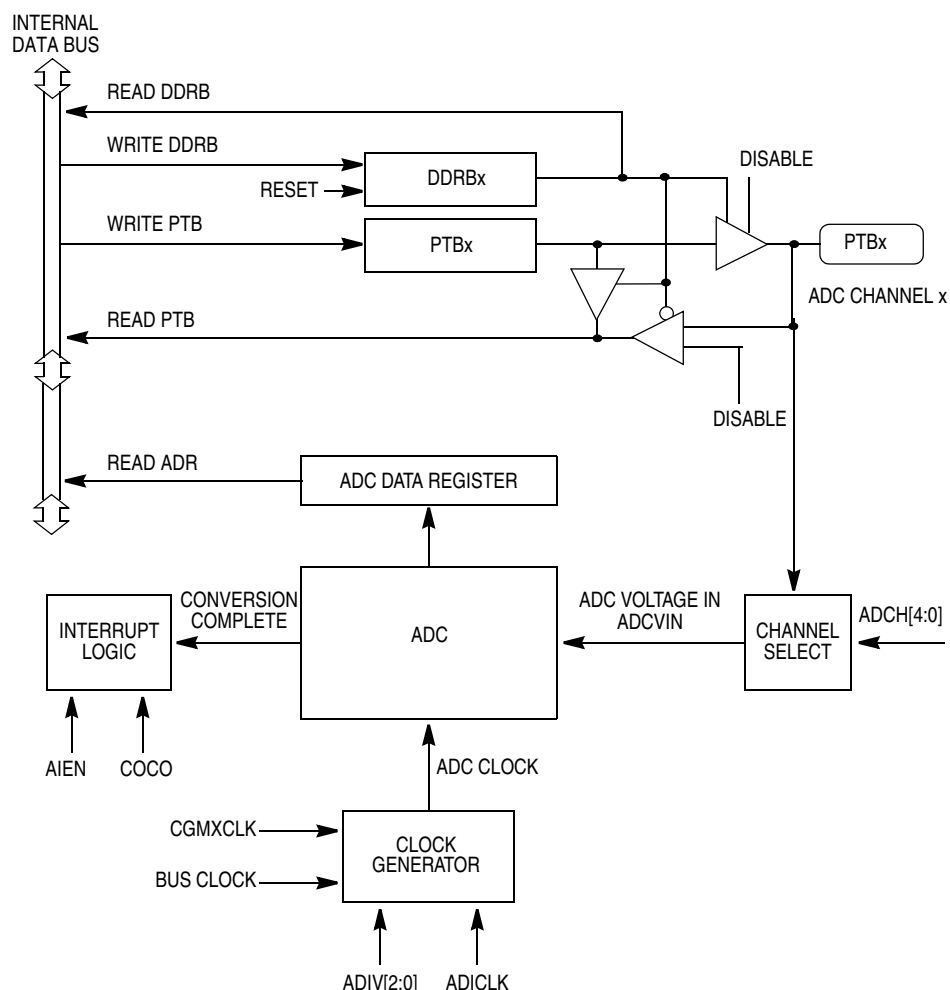 INTERNAL
DATA BUS
READ DDRB
WRITE DDRB
DISABLE
DDRBx
RESET
WRITE PTB
PTBx
PTBx
ADC CHANNEL x
READ PTB
DISABLE
READ ADR
ADC DATA REGISTER
INTERRUPT
LOGIC
CONVERSION
COMPLETE
ADC
ADC VOLTAGE IN
ADCVIN
CHANNEL
SELECT
ADCH[4:0]
AIEN
COCO
ADC CLOCK
CGMXCLK
CLOCK
GENERATOR
BUS CLOCK
ADIV[2:0]
ADICLK